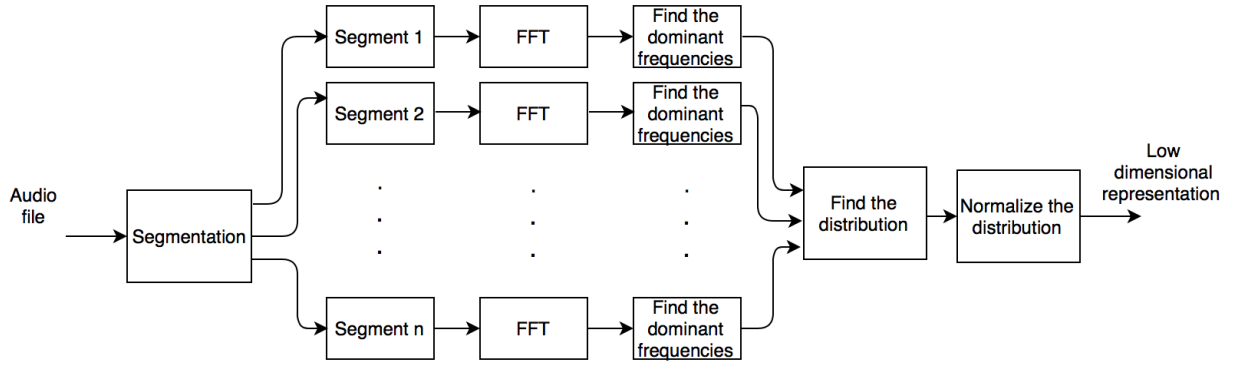 Audio
file
Segmentation
Segment 1
FFT
Find the
dominant
frequencies
Segment 2
FFT
Find the
dominant
frequencies
Segment n
FFT
Find the
dominant
frequencies
Find the
distribution
Normalize the
distribution
Low
dimensional
representation